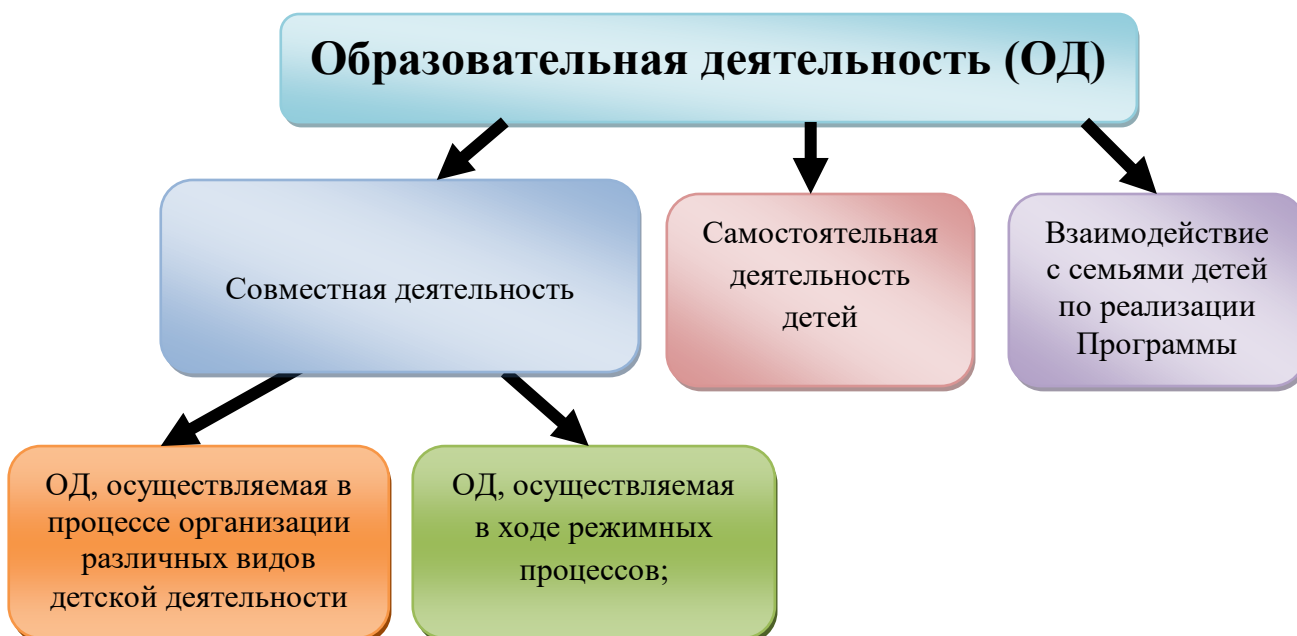 Образовательная деятельность (ОД)
Совместная деятельность
Самостоятельная
деятельность
детей
Взаимодействие
с семьями детей
по реализации
Программы
ОД, осуществляемая в
процессе организации
различных видов
детской деятельности
ОД, осуществляемая
в ходе режимных
процессов;